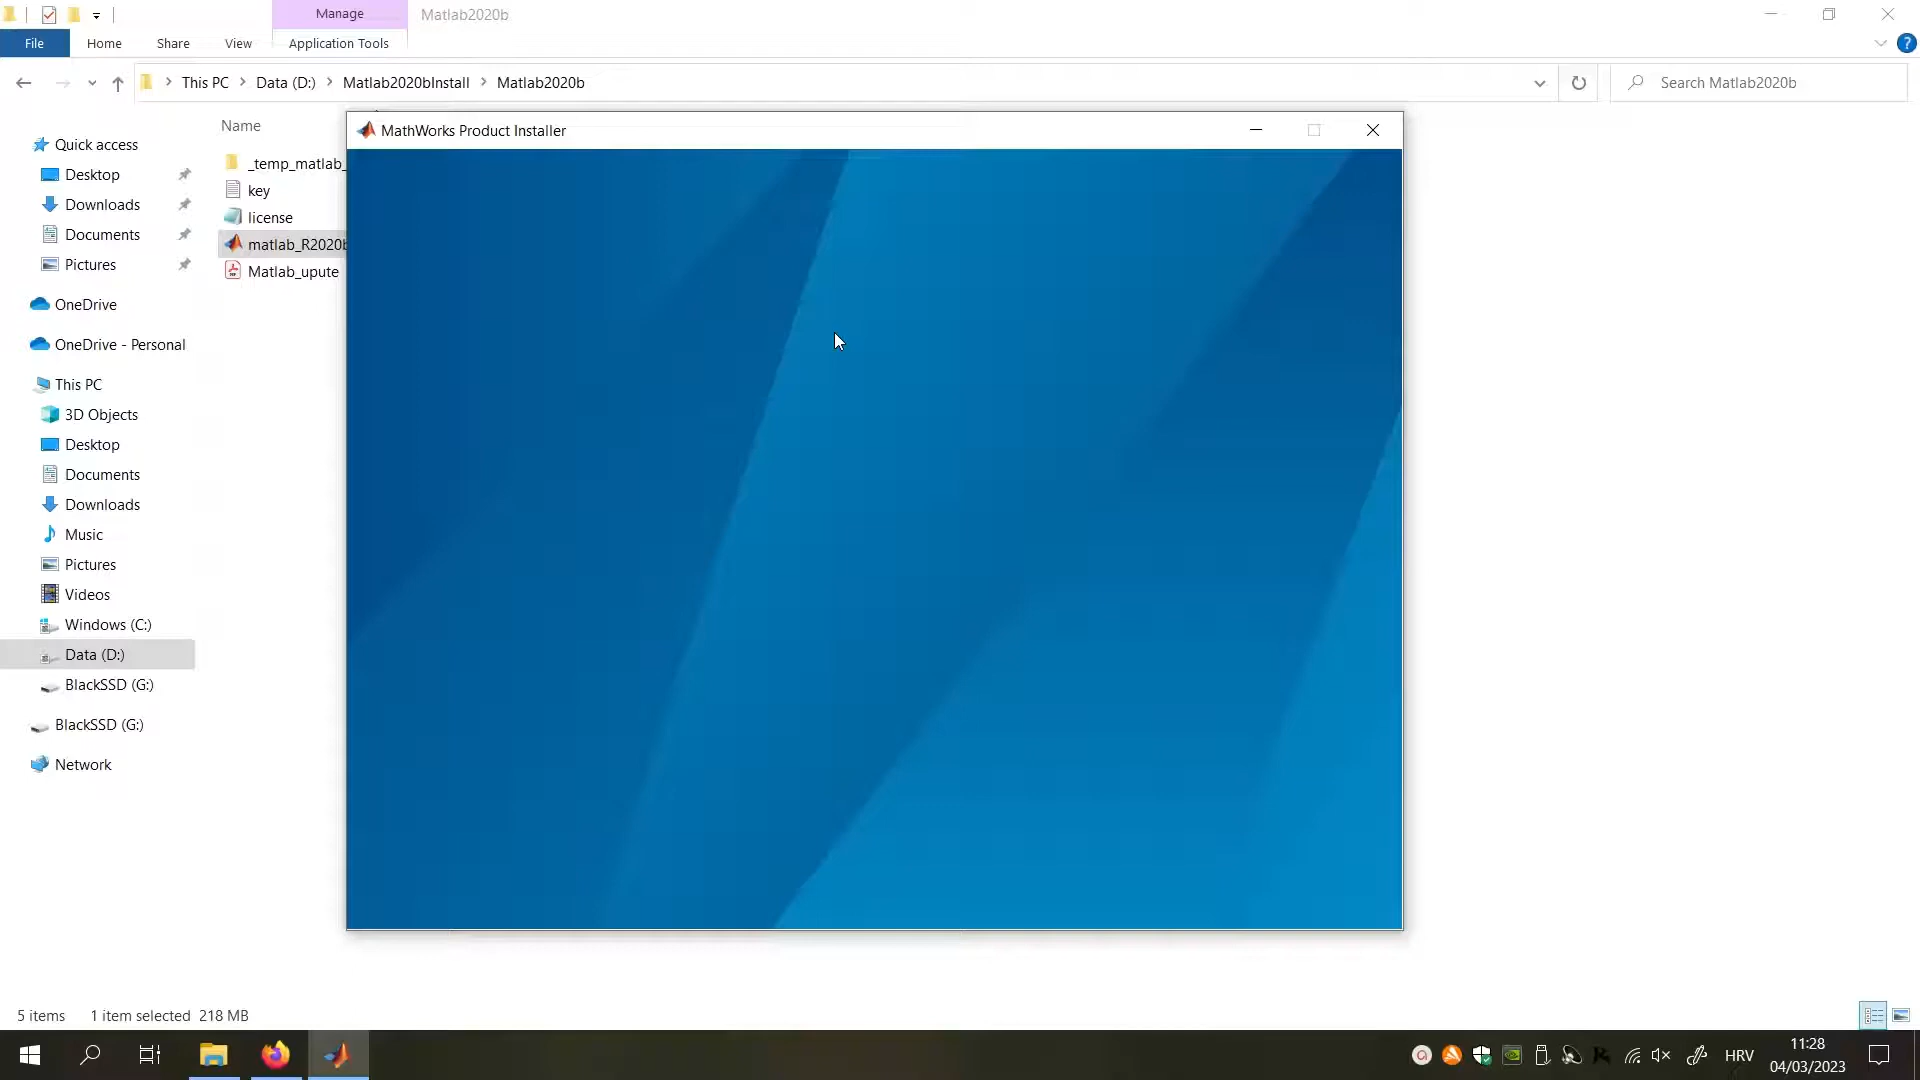 Manage
Matlab2020b
File
Home
Share
View
Application Tools
This PC
Data (D:)
Matlab2020bInstall
Matlab2020b
Search Matlab2020b
Name
MathWorks Product Installer
Quick access
Desktop
Downloads
Documents
Pictures
OneDrive
OneDrive - Personal
This PC
3D Objects
Desktop
Documents
Downloads
Music
Pictures
Videos
Windows (C:)
Data (D:)
BlackSSD (G:)
BlackSSD (G:)
Network
_temp_matlab_
key
license
matlab_R2020b
Matlab_upute
5 items 1 item selected 218 MB
HRV
11:28
04/03/2023